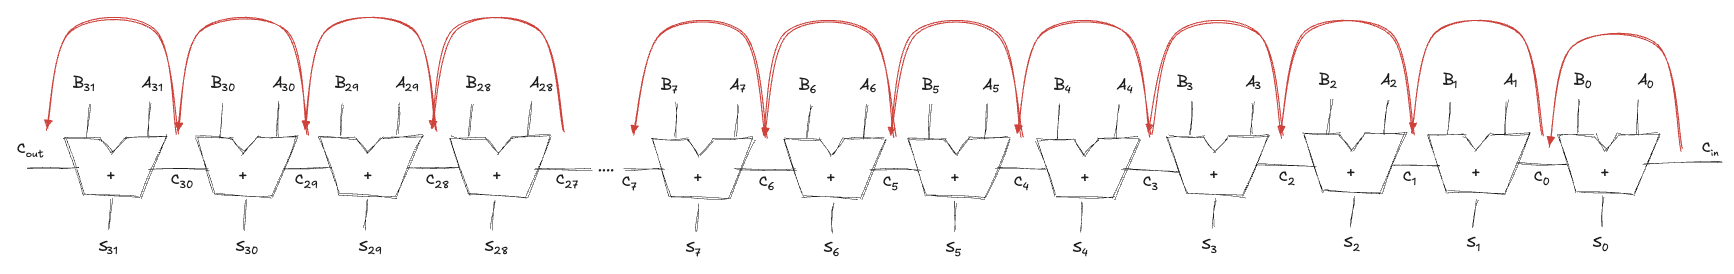 B31 A31 B30 A30 B29 A29 B28 A28 B7 A7 B6 A6 B5 A5 B4 A4 B3 A3 B2 A2 B1 A1 B0 A0
Cout Cin
+ + + + .... + + + + + + + +
C30 C29 C28 C27 C7 C6 C5 C4 C3 C2 C1 C0
S31 S30 S29 S28 S7 S6 S5 S4 S3 S2 S1 S0